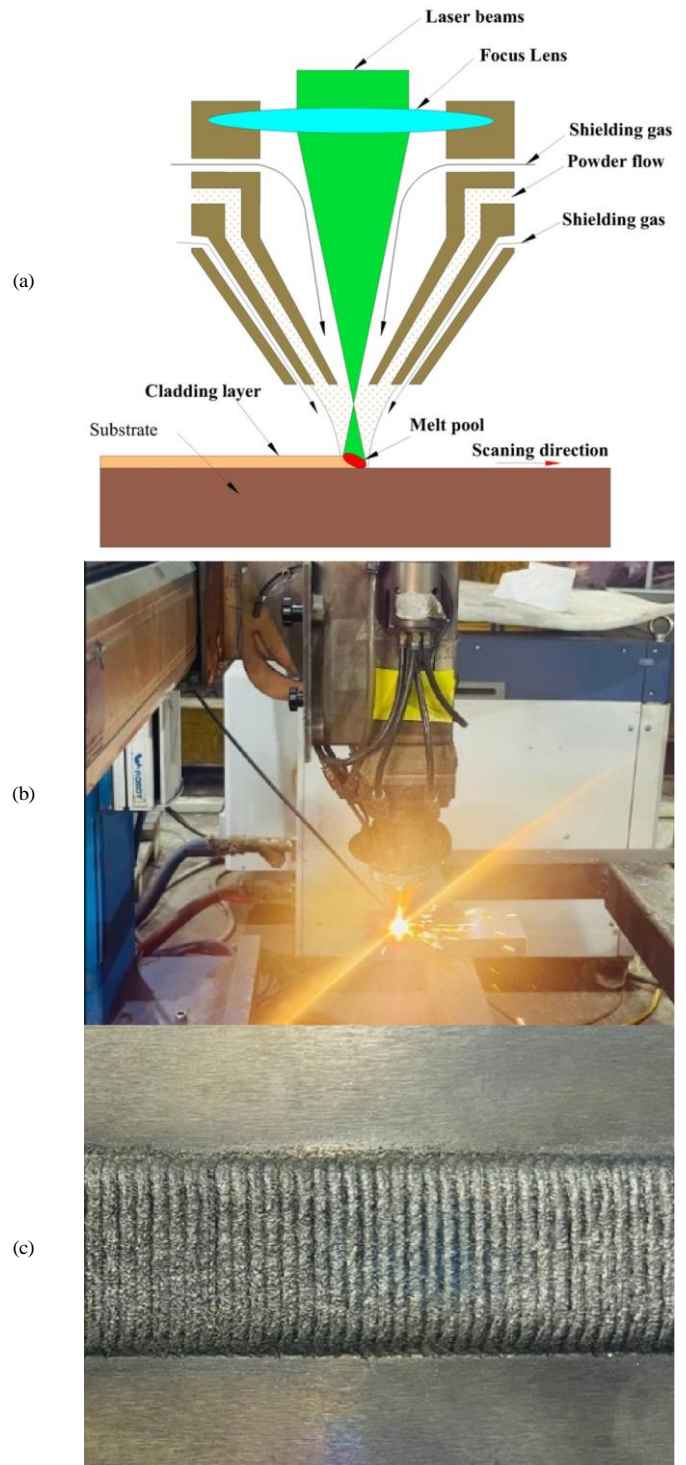 Laser beams
Focus Lens
Shielding gas
Powder flow
Shielding gas
(a)
Cladding layer
Substrate
Melt pool
Scaning direction
(b)
(c)